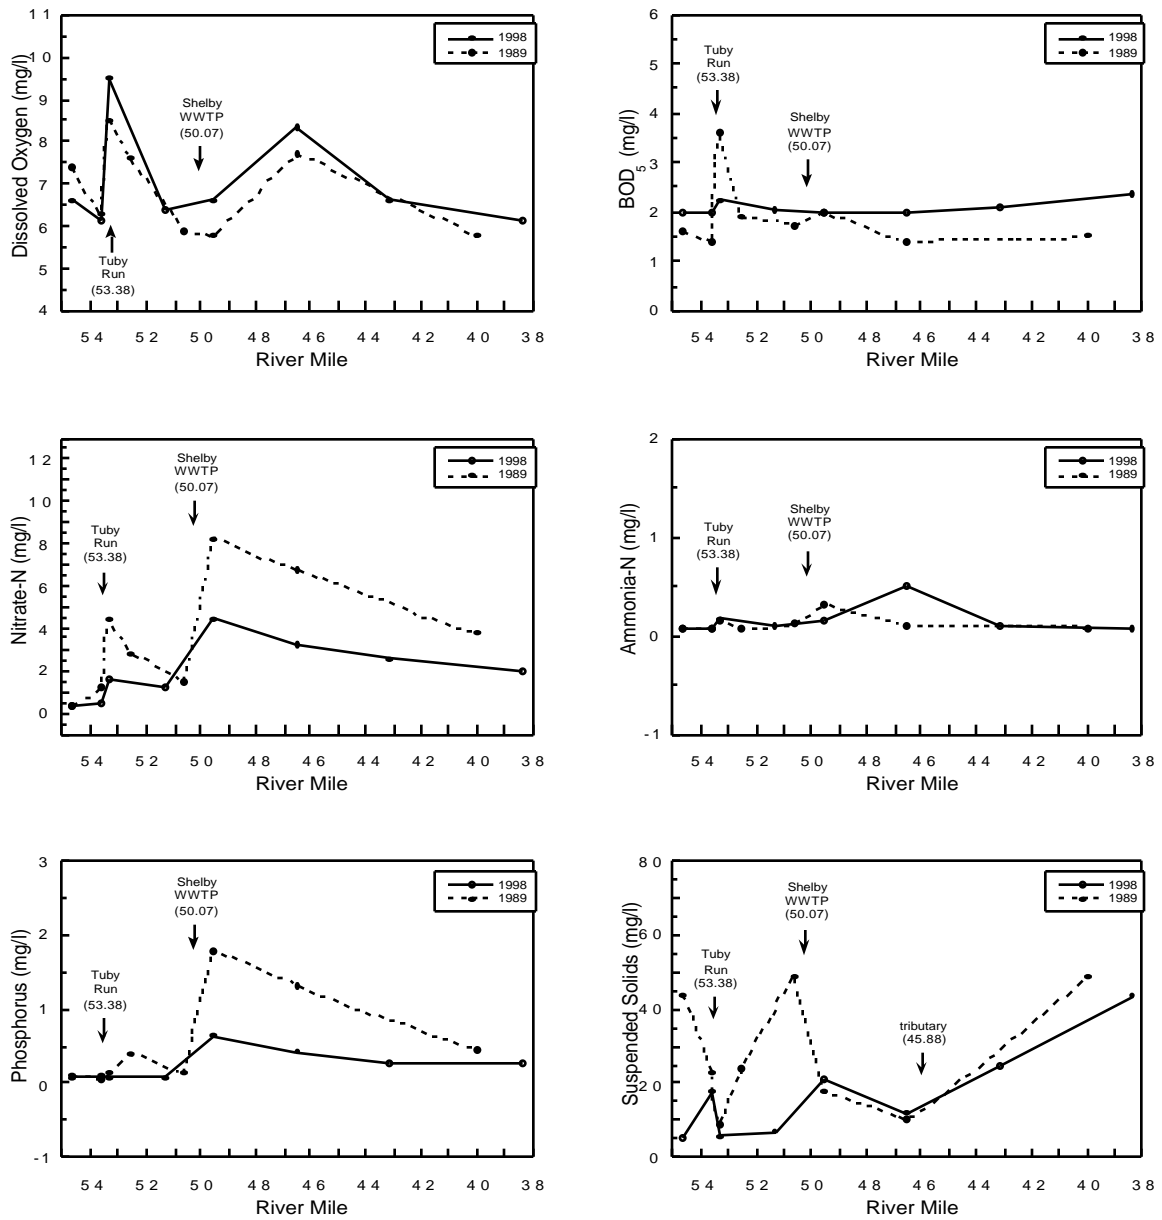 11
10
9
8
7
6
5
4
Dissolved Oxygen (mg/l)
1998
1989
Shelby
WWTP
(50.07)
Tuby
Run
(53.38)
54 52 50 48 46 44 42 40 38
River Mile
6
5
4
3
2
1
0
BOD5 (mg/l)
1998
1989
Tuby
Run
(53.38)
Shelby
WWTP
(50.07)
54 52 50 48 46 44 42 40 38
River Mile
12
10
8
6
4
2
0
Nitrate-N (mg/l)
1998
1989
Shelby
WWTP
(50.07)
Tuby
Run
(53.38)
54 52 50 48 46 44 42 40 38
River Mile
2
1
0
-1
Ammonia-N (mg/l)
1998
1989
Shelby
WWTP
(50.07)
Tuby
Run
(53.38)
54 52 50 48 46 44 42 40 38
River Mile
3
2
1
0
-1
Phosphorus (mg/l)
1998
1989
Shelby
WWTP
(50.07)
Tuby
Run
(53.38)
54 52 50 48 46 44 42 40 38
River Mile
80
60
40
20
0
Suspended Solids (mg/l)
1998
1989
Shelby
WWTP
(50.07)
Tuby
Run
(53.38)
tributary
(45.88)
54 52 50 48 46 44 42 40 38
River Mile